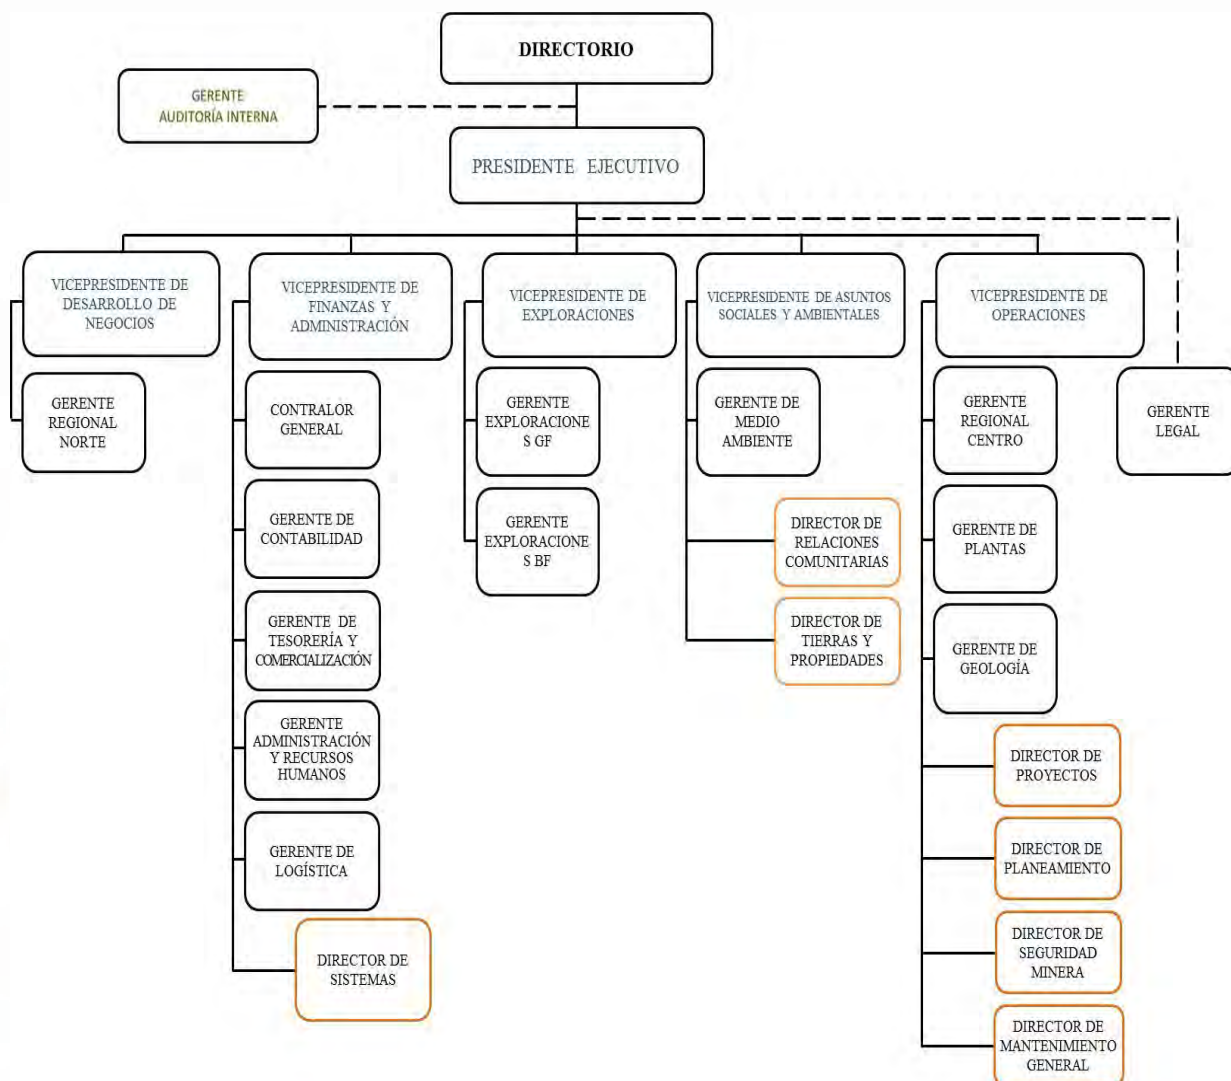 DIRECTORIO
GERENTE
AUDITORÍA INTERNA
PRESIDENTE EJECUTIVO
VICEPRESIDENTE DE
DESARROLLO DE
NEGOCIOS
GERENTE
REGIONAL
NORTE
VICEPRESIDENTE DE
FINANZAS Y
ADMINISTRACIÓN
CONTRALOR
GENERAL
GERENTE DE
CONTABILIDAD
GERENTE DE
TESORERÍA Y
COMERCIALIZACIÓN
GERENTE
ADMINISTRACIÓN
Y RECURSOS
HUMANOS
GERENTE DE
LOGÍSTICA
DIRECTOR DE
SISTEMAS
VICEPRESIDENTE DE
EXPLORACIONES
GERENTE
EXPLORACIONE
S GF
GERENTE
EXPLORACIONE
S BF
VICEPRESIDENTE DE ASUNTOS
SOCIALES Y AMBIENTALES
GERENTE DE
MEDIO
AMBIENTE
DIRECTOR DE
RELACIONES
COMUNITARIAS
DIRECTOR DE
TIERRAS Y
PROPIEDADES
VICEPRESIDENTE DE
OPERACIONES
GERENTE
REGIONAL
CENTRO
GERENTE DE
PLANTAS
GERENTE DE
GEOLOGÍA
DIRECTOR DE
PROYECTOS
DIRECTOR DE
PLANEAMIENTO
DIRECTOR DE
SEGURIDAD
MINERA
DIRECTOR DE
MANTENIMIENTO
GENERAL
GERENTE
LEGAL